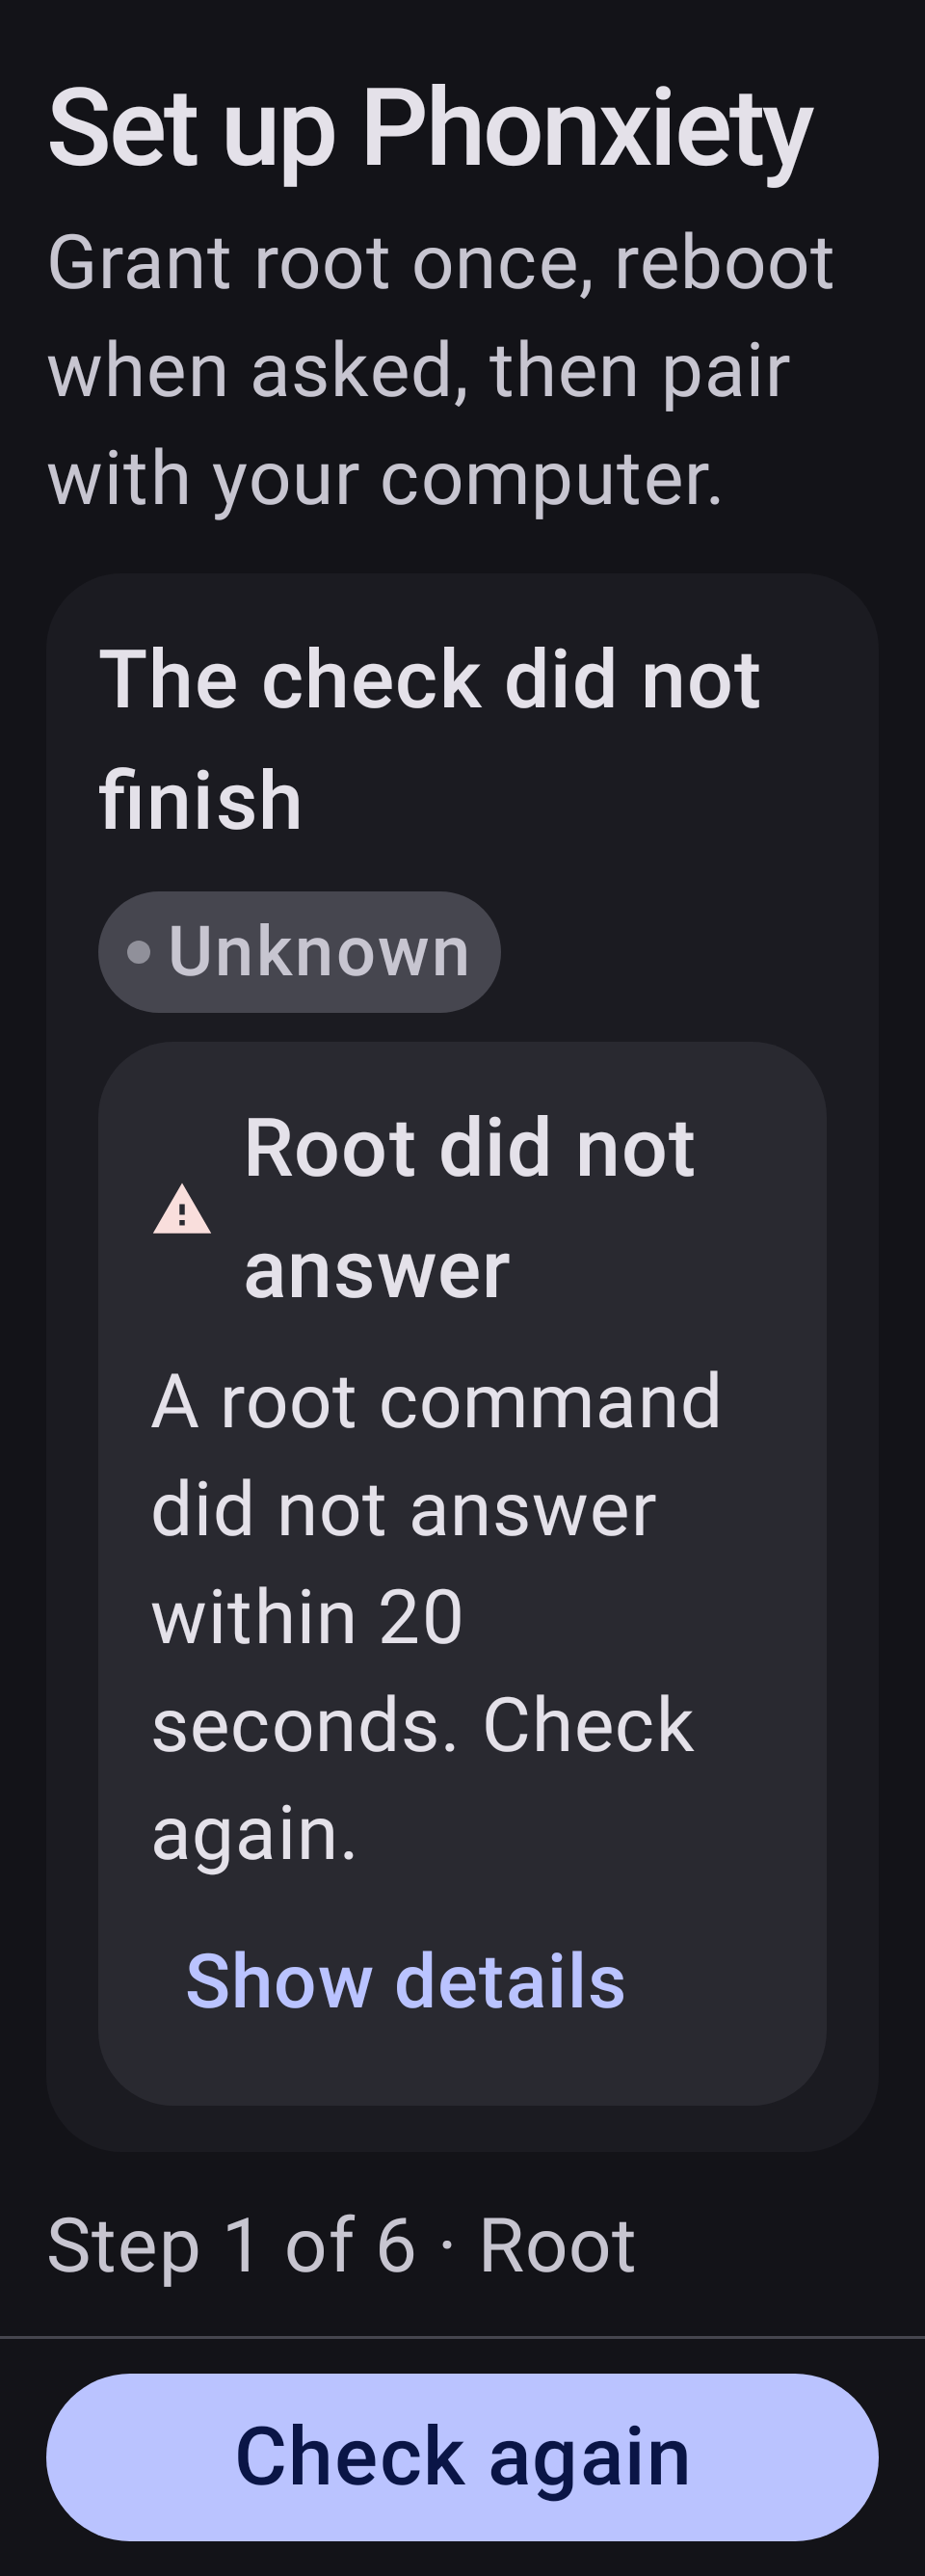 Set up Phonxiety
Grant root once, reboot
when asked, then pair
with your computer.
The check did not
finish
Unknown
Root did not
answer
A root command
did not answer
within 20
seconds. Check
again.
Show details
Step 1 of 6 · Root
Check again